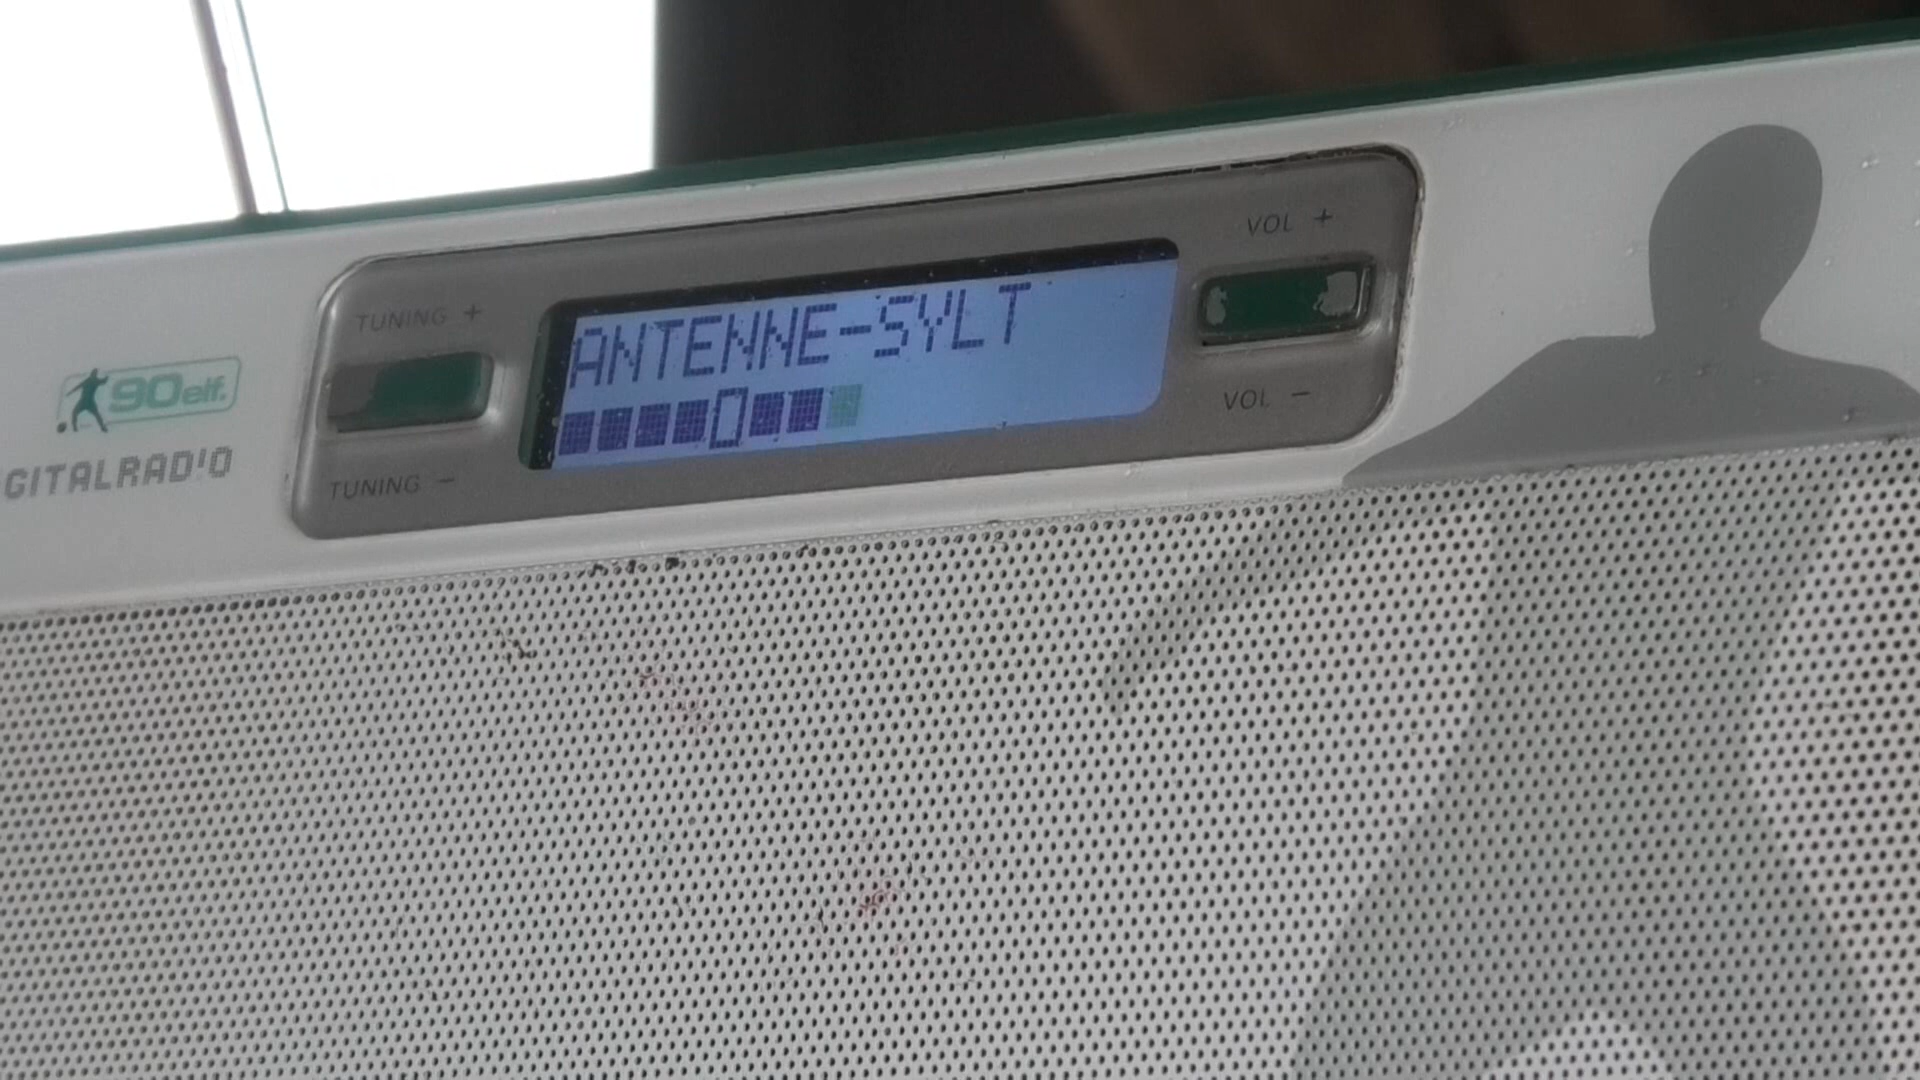 VOL +
TUNING +
ANTENNE-SYLT
90elf.
VOL -
GITALRAD!O
TUNING -